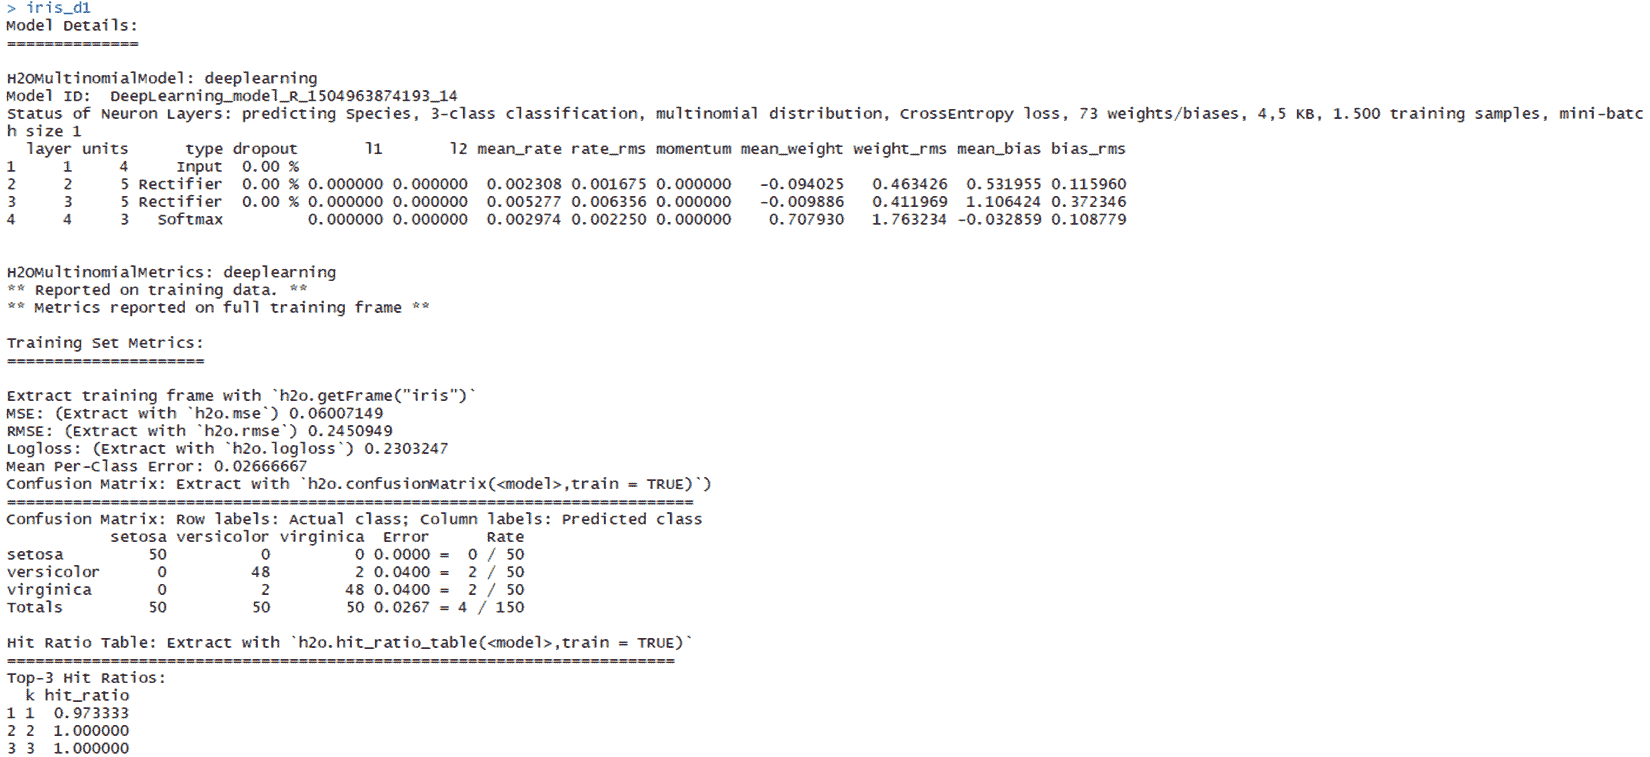 > iris_d1
Model Details:
==============
H2OMultinomialModel: deeplearning
Model ID:  DeepLearning_model_R_1504963874193_14
Status of Neuron Layers: predicting Species, 3-class classification, multinomial distribution, CrossEntropy loss, 73 weights/biases, 4,5 KB, 1.500 training samples, mini-batc
h size 1
  layer units      type dropout       l1       l2 mean_rate rate_rms momentum mean_weight weight_rms mean_bias bias_rms
1     1     4     Input  0.00 %
2     2     5 Rectifier  0.00 % 0.000000 0.000000  0.002308 0.001675 0.000000   -0.094025   0.463426  0.531955 0.115960
3     3     5 Rectifier  0.00 % 0.000000 0.000000  0.005277 0.006356 0.000000   -0.009886   0.411969  1.106424 0.372346
4     4     3   Softmax         0.000000 0.000000  0.002974 0.002250 0.000000    0.707930   1.763234 -0.032859 0.108779
H2OMultinomialMetrics: deeplearning
** Reported on training data. **
** Metrics reported on full training frame **
Training Set Metrics:
=====================
Extract training frame with `h2o.getFrame("iris")`
MSE: (Extract with `h2o.mse`) 0.06007149
RMSE: (Extract with `h2o.rmse`) 0.2450949
Logloss: (Extract with `h2o.logloss`) 0.2303247
Mean Per-Class Error: 0.02666667
Confusion Matrix: Extract with `h2o.confusionMatrix(<model>,train = TRUE)`)
=========================================================================
Confusion Matrix: Row labels: Actual class; Column labels: Predicted class
           setosa versicolor virginica  Error      Rate
setosa         50          0         0 0.0000 =  0 / 50
versicolor      0         48         2 0.0400 =  2 / 50
virginica       0          2        48 0.0400 =  2 / 50
Totals         50         50        50 0.0267 = 4 / 150
Hit Ratio Table: Extract with `h2o.hit_ratio_table(<model>,train = TRUE)`
=======================================================================
Top-3 Hit Ratios:
  k hit_ratio
1 1  0.973333
2 2  1.000000
3 3  1.000000